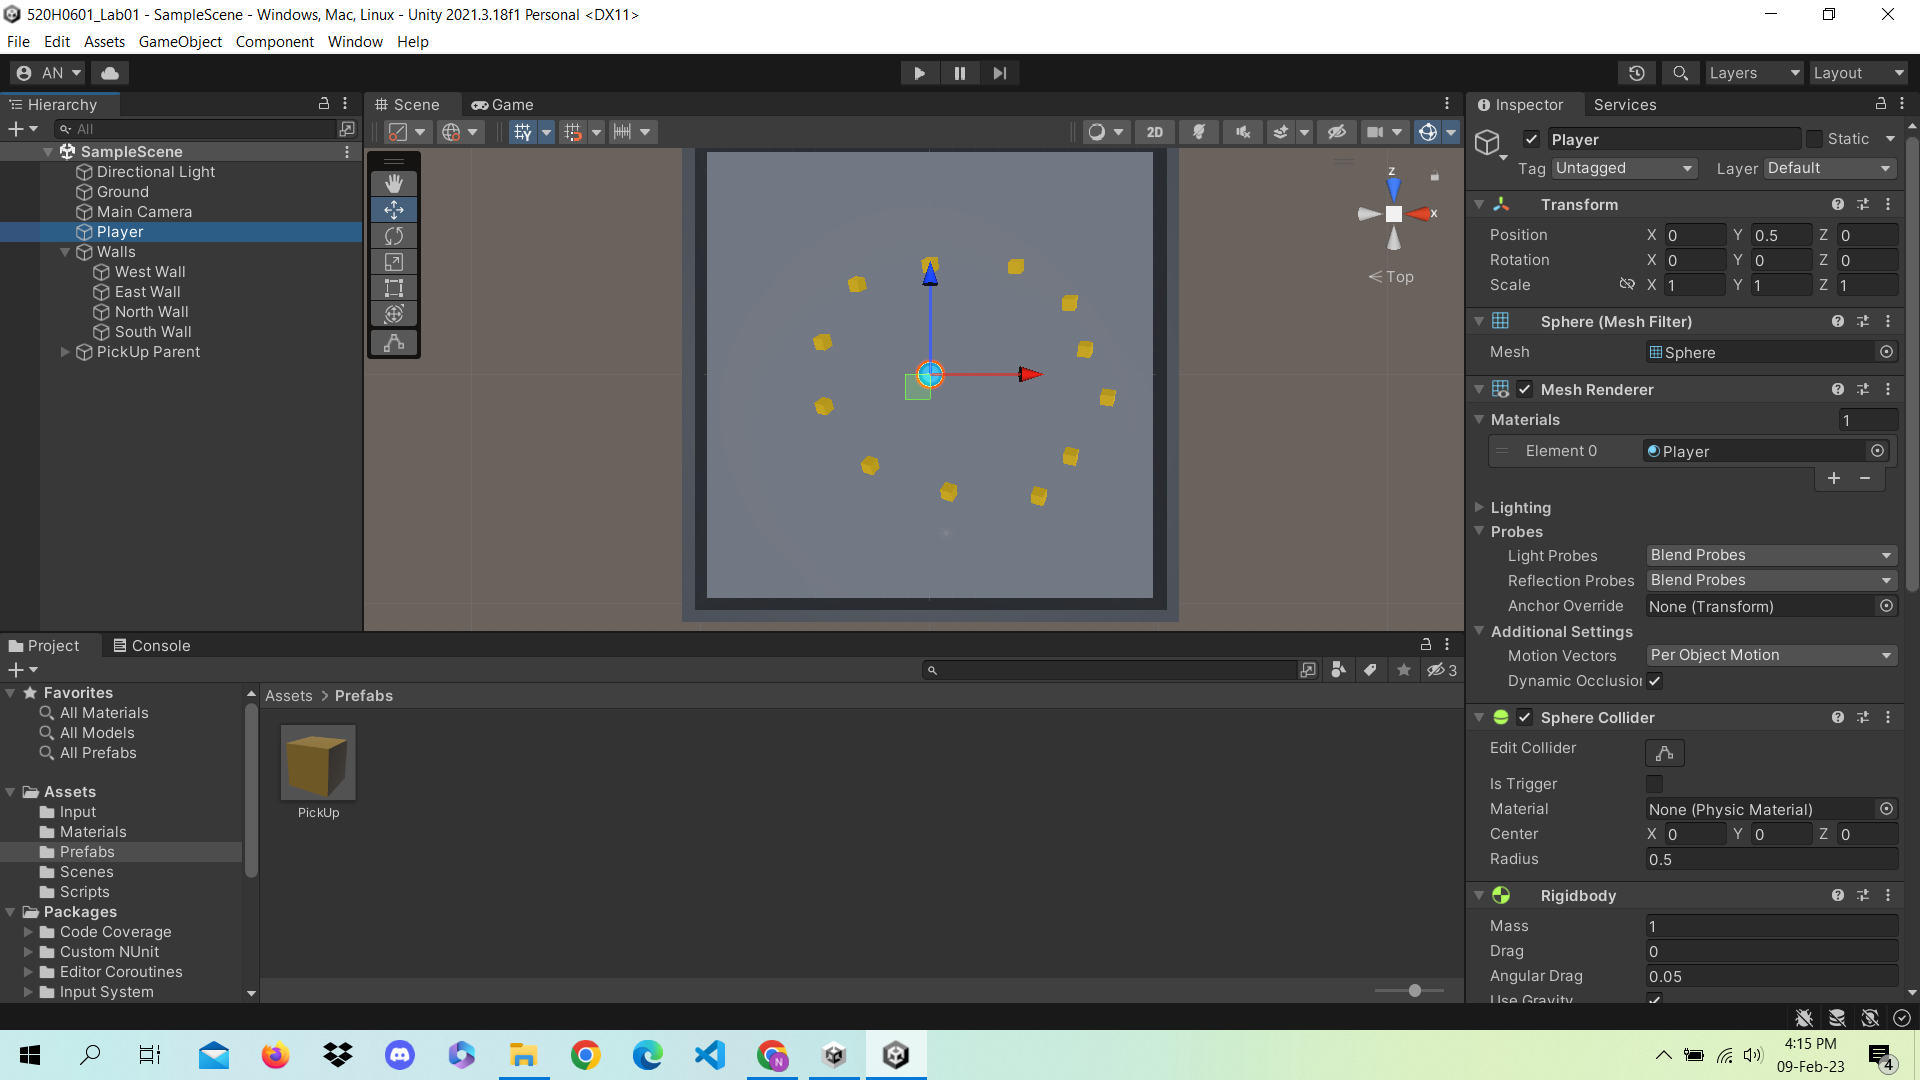 520H0601_Lab01 - SampleScene - Windows, Mac, Linux - Unity 2021.3.18f1 Personal <DX11>
File Edit Assets GameObject Component Window Help
AN
Layers
Layout
Hierarchy
All
SampleScene
Directional Light
Ground
Main Camera
Player
Walls
West Wall
East Wall
North Wall
South Wall
PickUp Parent
Scene
Game
2D
z
x
Top
Inspector
Services
Player
Static
Tag Untagged Layer Default
Transform
Position X 0 Y 0.5 Z 0
Rotation X 0 Y 0 Z 0
Scale X 1 Y 1 Z 1
Sphere (Mesh Filter)
Mesh Sphere
Mesh Renderer
Materials 1
Element 0 Player
Lighting
Probes
Light Probes Blend Probes
Reflection Probes Blend Probes
Anchor Override None (Transform)
Additional Settings
Motion Vectors Per Object Motion
Dynamic Occlusion
Sphere Collider
Edit Collider
Is Trigger
Material None (Physic Material)
Center X 0 Y 0 Z 0
Radius 0.5
Rigidbody
Mass 1
Drag 0
Angular Drag 0.05
Use Gravity
Project
Console
3
Favorites
All Materials
All Models
All Prefabs
Assets
Input
Materials
Prefabs
Scenes
Scripts
Packages
Code Coverage
Custom NUnit
Editor Coroutines
Input System
Assets > Prefabs
PickUp
N
4:15 PM
09-Feb-23
4